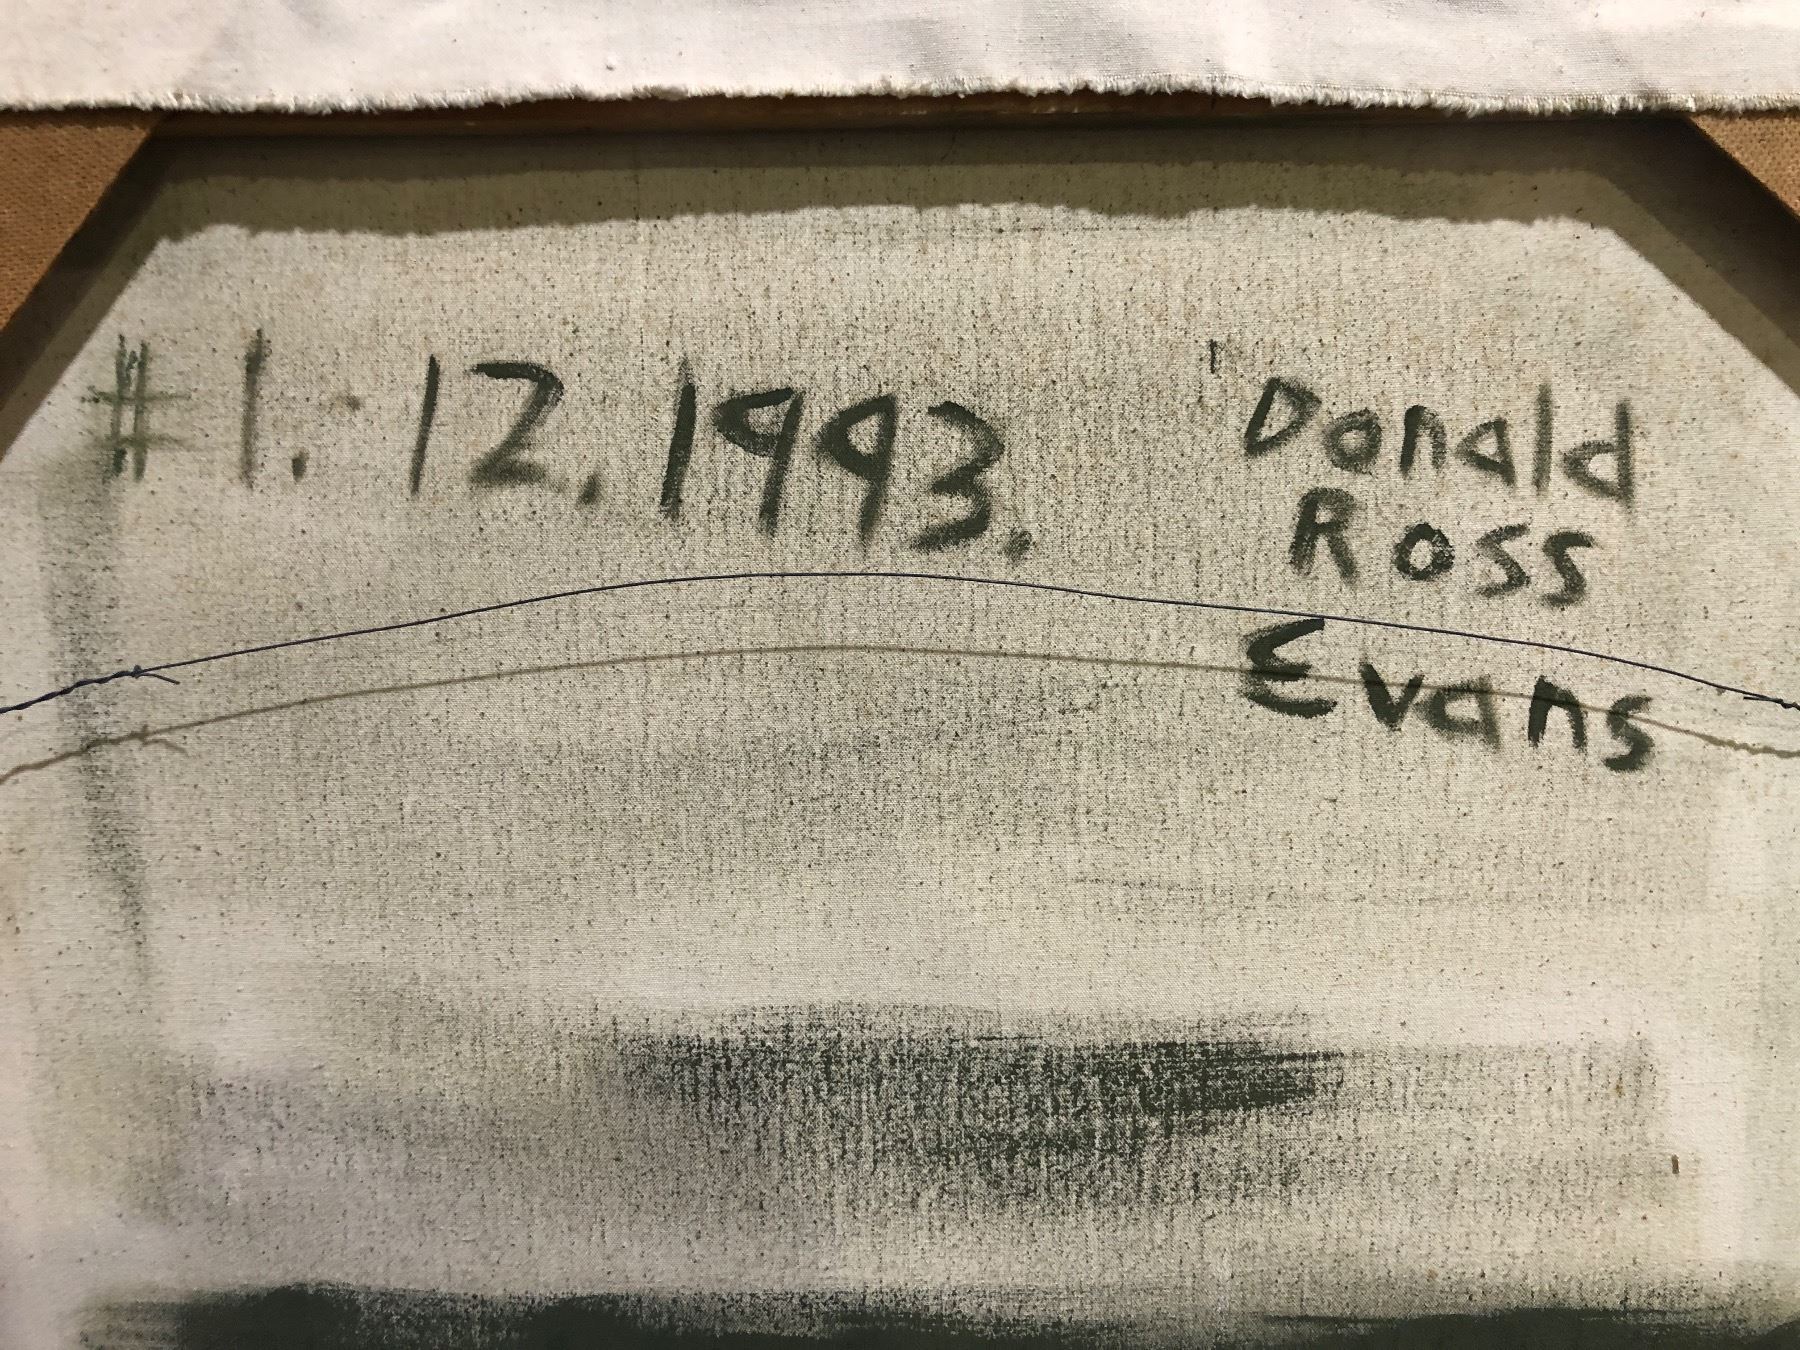 #1. 12. 1993.
Donald
Ross
Evans